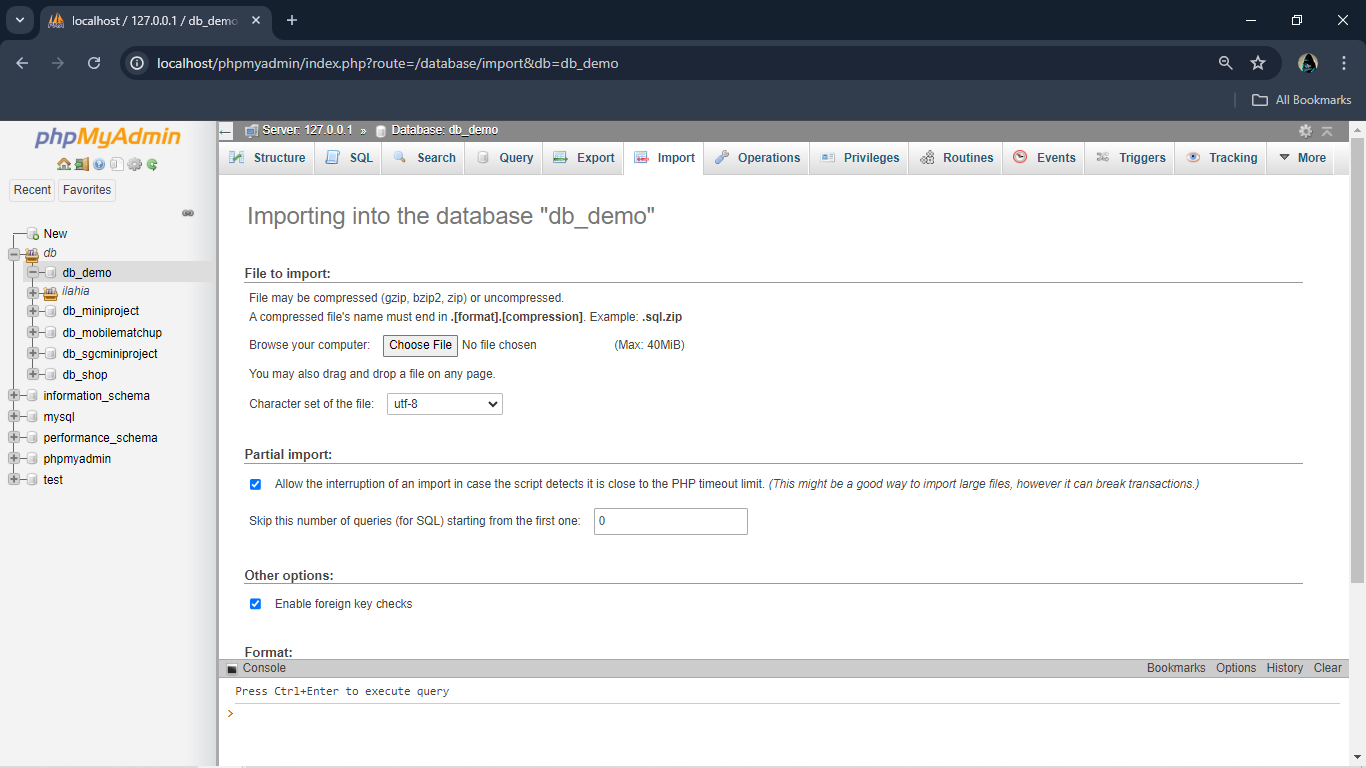 localhost / 127.0.0.1 / db_demo
localhost/phpmyadmin/index.php?route=/database/import&db=db_demo
All Bookmarks
phpMyAdmin
Recent Favorites
New
db
db_demo
ilahia
db_miniproject
db_mobilematchup
db_sgcminiproject
db_shop
information_schema
mysql
performance_schema
phpmyadmin
test
Server: 127.0.0.1 » Database: db_demo
Structure SQL Search Query Export Import Operations Privileges Routines Events Triggers Tracking More
Importing into the database "db_demo"
File to import:
File may be compressed (gzip, bzip2, zip) or uncompressed.
A compressed file's name must end in .[format].[compression]. Example: .sql.zip
Browse your computer: Choose File No file chosen (Max: 40MiB)
You may also drag and drop a file on any page.
Character set of the file: utf-8
Partial import:
Allow the interruption of an import in case the script detects it is close to the PHP timeout limit. (This might be a good way to import large files, however it can break transactions.)
Skip this number of queries (for SQL) starting from the first one: 0
Other options:
Enable foreign key checks
Format:
Console Bookmarks Options History Clear
Press Ctrl+Enter to execute query
>